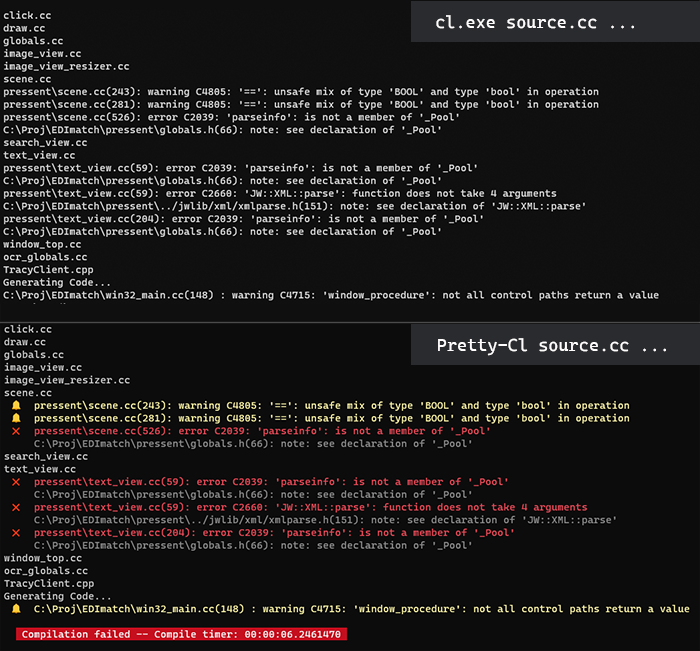 cl.exe source.cc ...
click.cc
draw.cc
globals.cc
image_view.cc
image_view_resizer.cc
scene.cc
pressent\scene.cc(243): warning C4805: '==': unsafe mix of type 'BOOL' and type 'bool' in operation
pressent\scene.cc(281): warning C4805: '==': unsafe mix of type 'BOOL' and type 'bool' in operation
pressent\scene.cc(526): error C2039: 'parseinfo': is not a member of '_Pool'
C:\Proj\EDImatch\pressent\globals.h(66): note: see declaration of '_Pool'
search_view.cc
text_view.cc
pressent\text_view.cc(59): error C2039: 'parseinfo': is not a member of '_Pool'
C:\Proj\EDImatch\pressent\globals.h(66): note: see declaration of '_Pool'
pressent\text_view.cc(59): error C2660: 'JW::XML::parse': function does not take 4 arguments
C:\Proj\EDImatch\pressent\../jwlib/xml/xmlparse.h(151): note: see declaration of 'JW::XML::parse'
pressent\text_view.cc(204): error C2039: 'parseinfo': is not a member of '_Pool'
C:\Proj\EDImatch\pressent\globals.h(66): note: see declaration of '_Pool'
window_top.cc
ocr_globals.cc
TracyClient.cpp
Generating Code...
C:\Proj\EDImatch\win32_main.cc(148) : warning C4715: 'window_procedure': not all control paths return a value
Pretty-Cl source.cc ...
click.cc
draw.cc
globals.cc
image_view.cc
image_view_resizer.cc
scene.cc
pressent\scene.cc(243): warning C4805: '==': unsafe mix of type 'BOOL' and type 'bool' in operation
pressent\scene.cc(281): warning C4805: '==': unsafe mix of type 'BOOL' and type 'bool' in operation
pressent\scene.cc(526): error C2039: 'parseinfo': is not a member of '_Pool'
C:\Proj\EDImatch\pressent\globals.h(66): note: see declaration of '_Pool'
search_view.cc
text_view.cc
pressent\text_view.cc(59): error C2039: 'parseinfo': is not a member of '_Pool'
C:\Proj\EDImatch\pressent\globals.h(66): note: see declaration of '_Pool'
pressent\text_view.cc(59): error C2660: 'JW::XML::parse': function does not take 4 arguments
C:\Proj\EDImatch\pressent\../jwlib/xml/xmlparse.h(151): note: see declaration of 'JW::XML::parse'
pressent\text_view.cc(204): error C2039: 'parseinfo': is not a member of '_Pool'
C:\Proj\EDImatch\pressent\globals.h(66): note: see declaration of '_Pool'
window_top.cc
ocr_globals.cc
TracyClient.cpp
Generating Code...
C:\Proj\EDImatch\win32_main.cc(148) : warning C4715: 'window_procedure': not all control paths return a value
Compilation failed -- Compile timer: 00:00:06.2461470